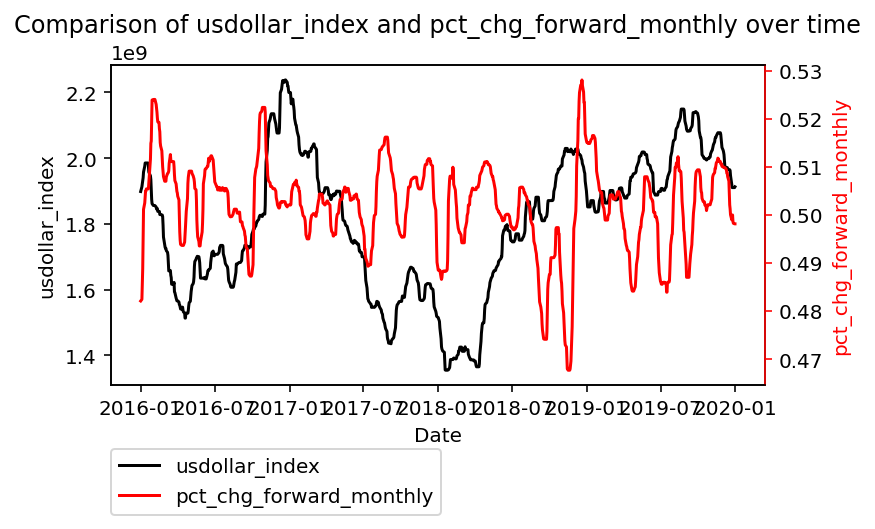 Comparison of usdollar_index and pct_chg_forward_monthly over time
1e9
2.2
2.0
1.8
1.6
1.4
usdollar_index
0.53
0.52
0.51
0.50
0.49
0.48
0.47
pct_chg_forward_monthly
2016-01 2016-07 2017-01 2017-07 2018-01 2018-07 2019-01 2019-07 2020-01
Date
usdollar_index
pct_chg_forward_monthly